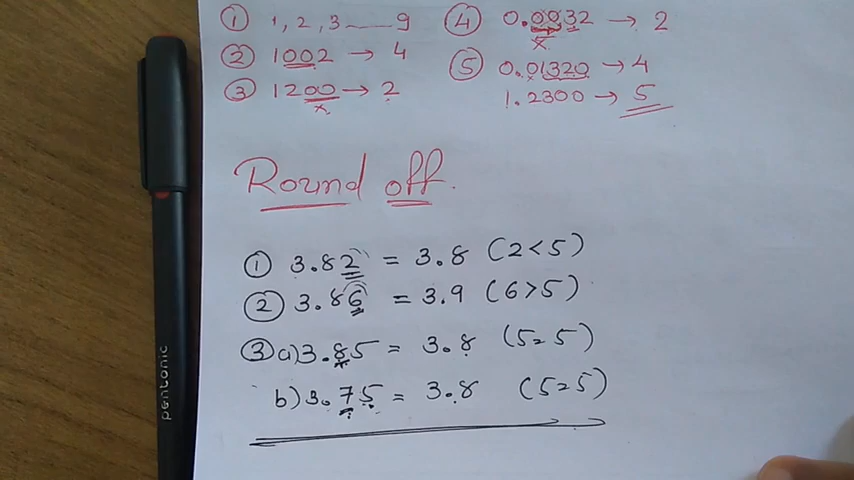 ① 1, 2, 3 ____ 9
② 1002 → 4
③ 1200 → 2
x
④ 0.0032 → 2
x
⑤ 0.01320 → 4
x
1.2300 → 5
Round off.
① 3.82 = 3.8 (2<5)
② 3.86 = 3.9 (6>5)
③ a) 3.85 = 3.8 (5=5)
b) 3.75 = 3.8 (5=5)
pentonic